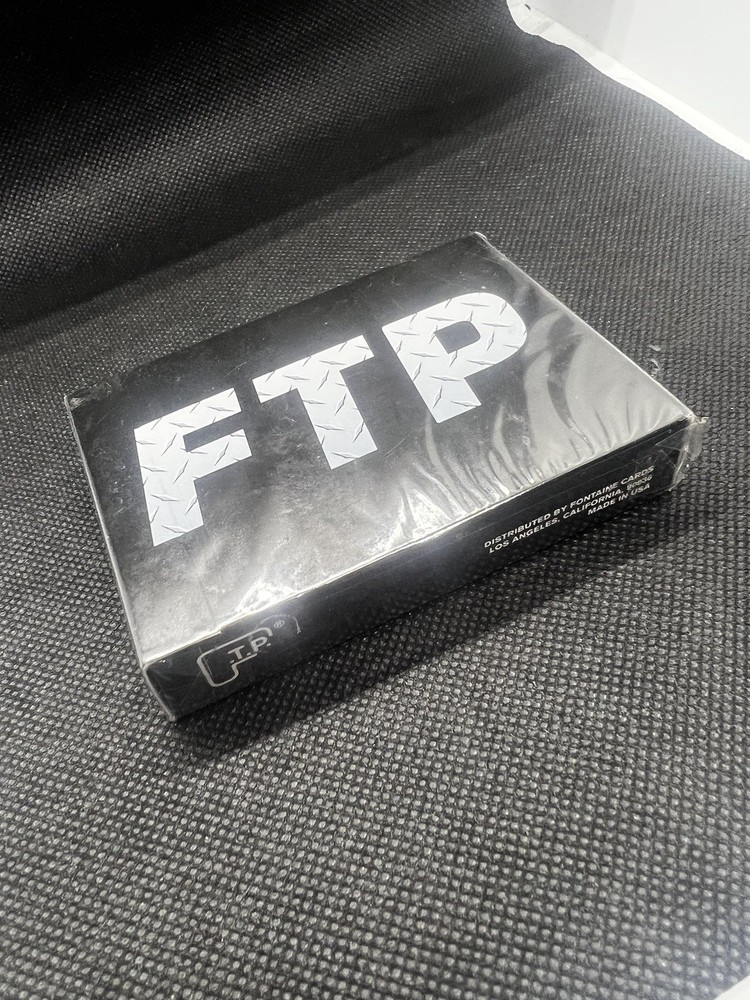 FTP
DISTRIBUTED BY FONTAINE CARDS
LOS ANGELES, CALIFORNIA, 90036
MADE IN USA
F.T.P.®